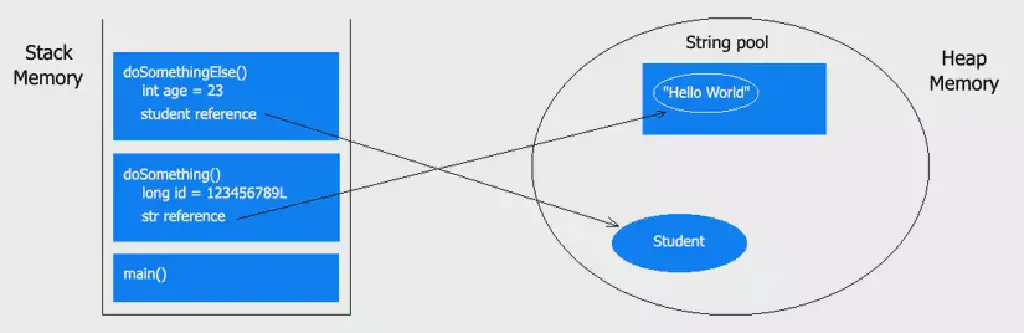 Stack
Memory
doSomethingElse()
int age = 23
student reference
doSomething()
long id = 123456789L
str reference
main()
String pool
"Hello World"
Student
Heap
Memory